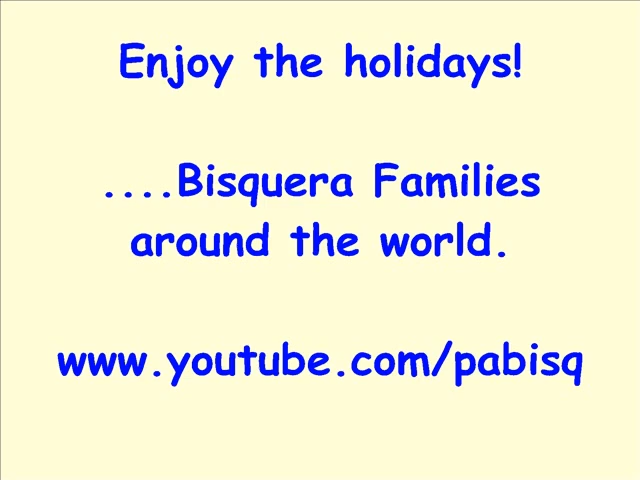 Enjoy the holidays!
....Bisquera Families
around the world.
www.youtube.com/pabisq